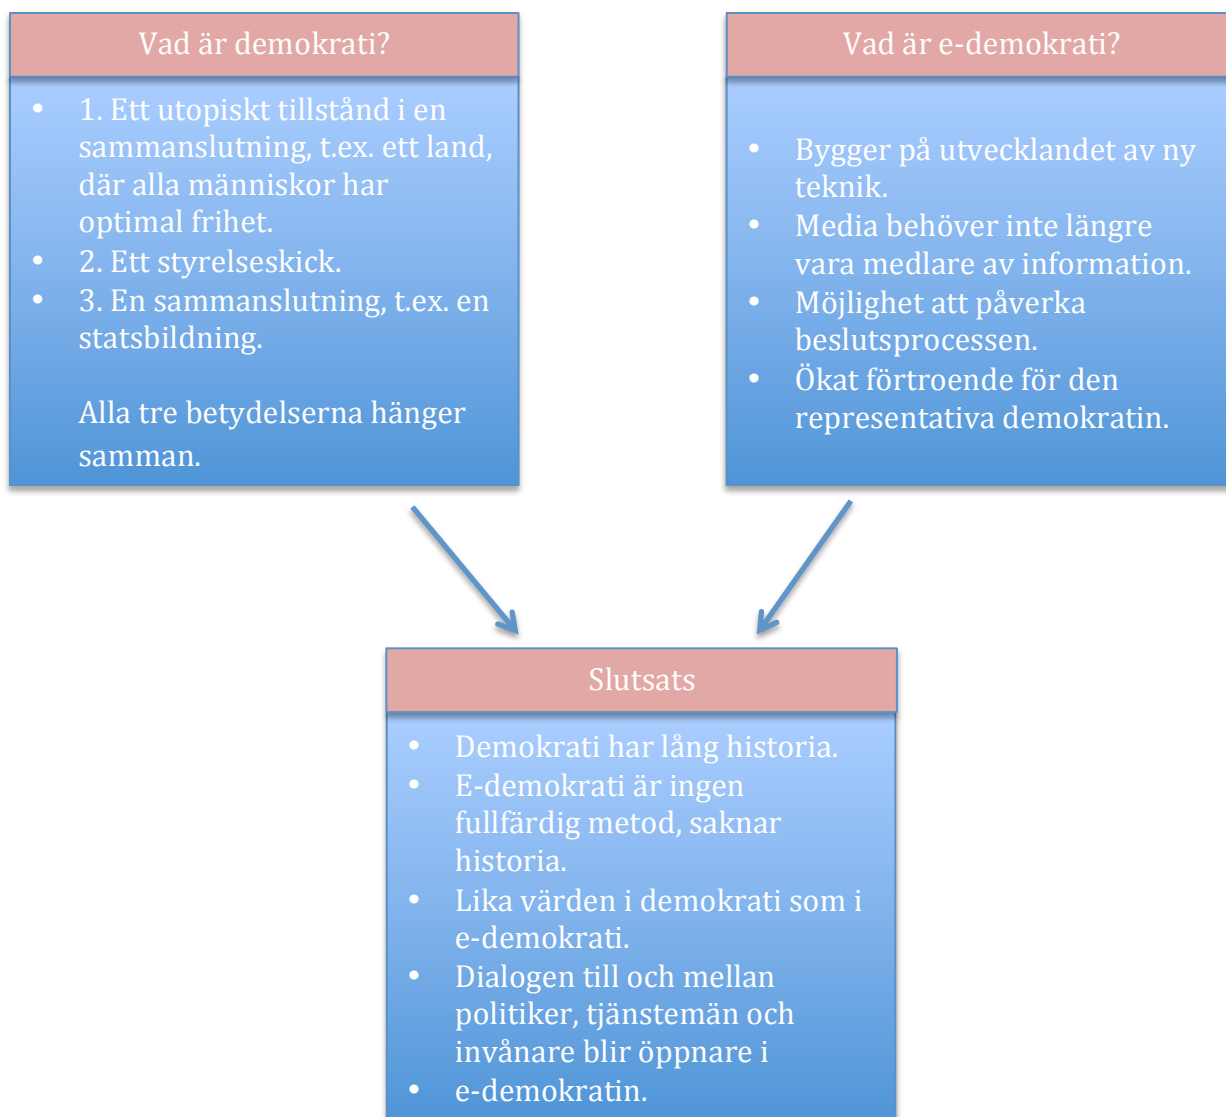 Vad är demokrati?
• 1. Ett utopiskt tillstånd i en
sammanslutning, t.ex. ett land,
där alla människor har
optimal frihet.
• 2. Ett styrelseskick.
• 3. En sammanslutning, t.ex. en
statsbildning.
Alla tre betydelserna hänger
samman.
Vad är e-demokrati?
• Bygger på utvecklandet av ny
teknik.
• Media behöver inte längre
vara medlare av information.
• Möjlighet att påverka
beslutsprocessen.
• Ökat förtroende för den
representativa demokratin.
Slutsats
• Demokrati har lång historia.
• E-demokrati är ingen
fullfärdig metod, saknar
historia.
• Lika värden i demokrati som i
e-demokrati.
• Dialogen till och mellan
politiker, tjänstemän och
invånare blir öppnare i
• e-demokratin.